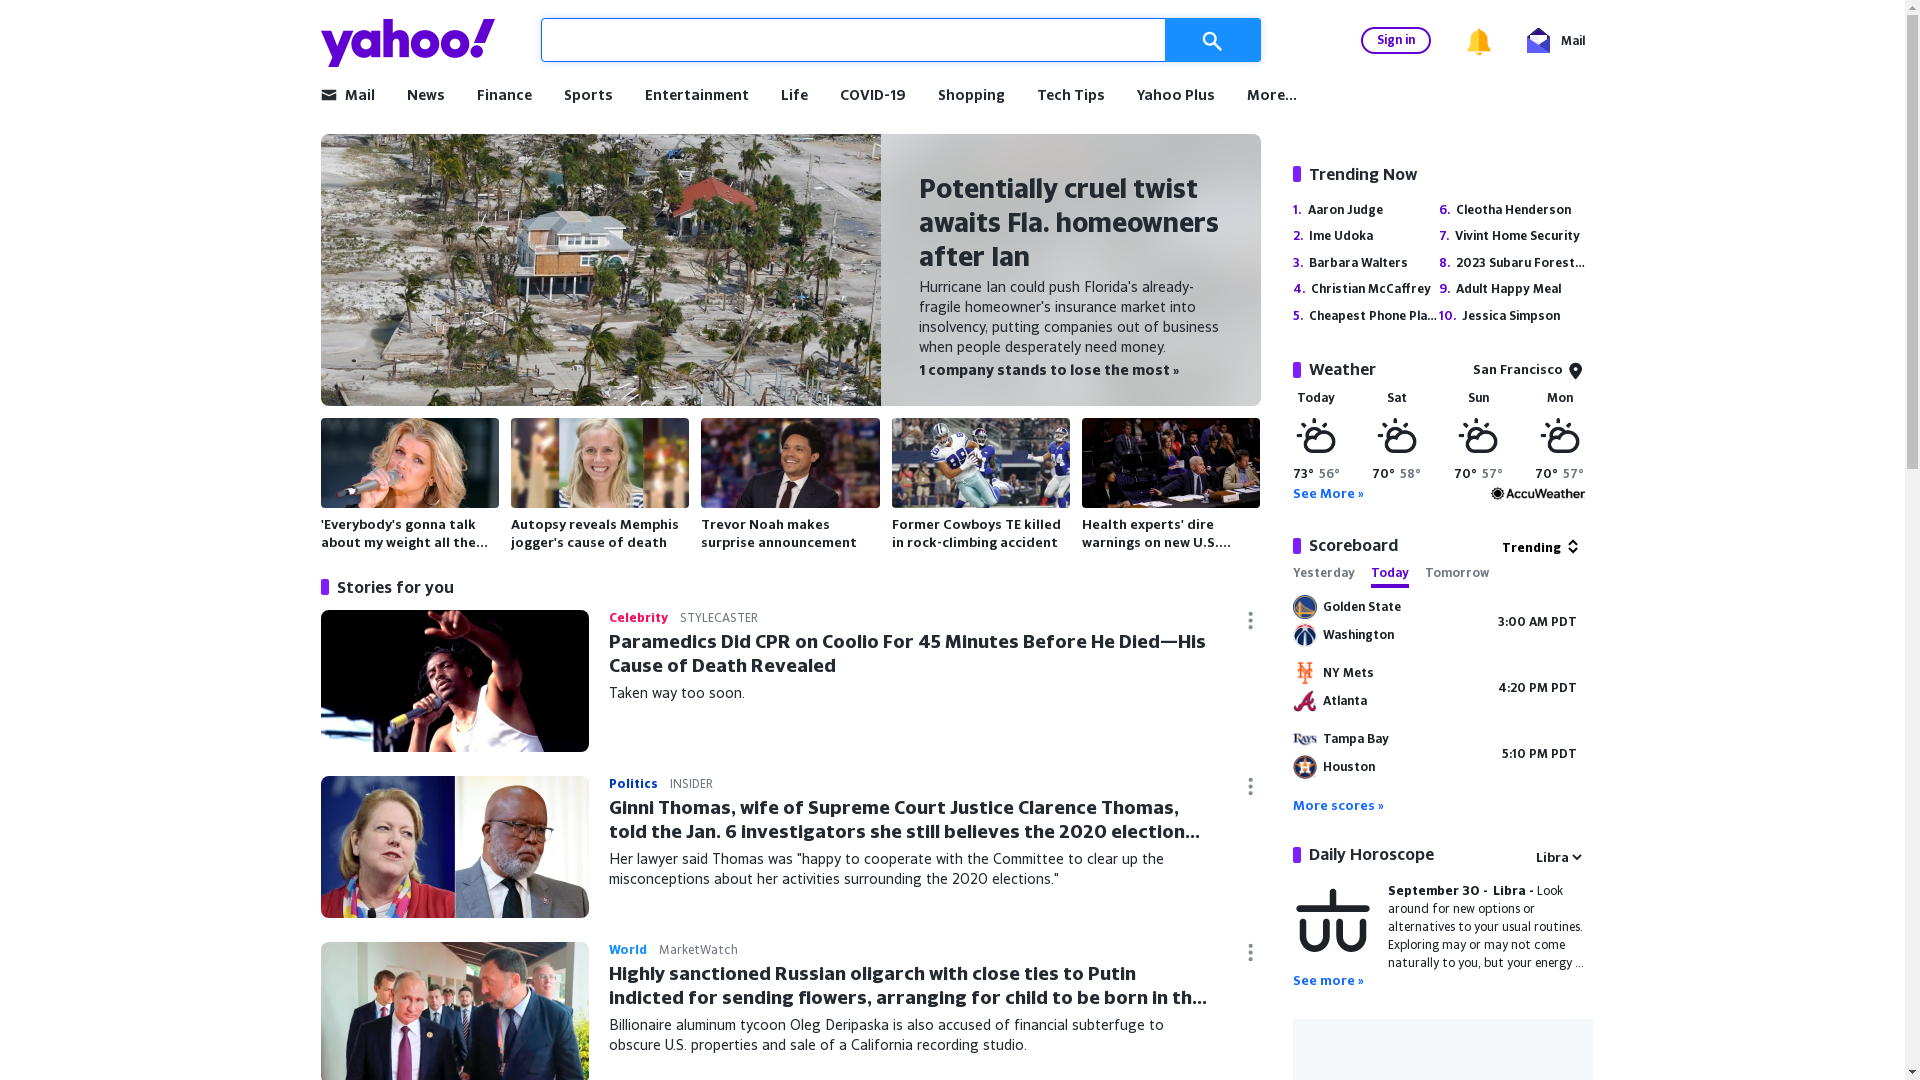 yahoo!
Sign in
Mail
Mail News Finance Sports Entertainment Life COVID-19 Shopping Tech Tips Yahoo Plus More...
Potentially cruel twist
awaits Fla. homeowners
after Ian
Hurricane Ian could push Florida's already-
fragile homeowner's insurance market into
insolvency, putting companies out of business
when people desperately need money.
1 company stands to lose the most »
'Everybody's gonna talk
about my weight all the...
Autopsy reveals Memphis
jogger's cause of death
Trevor Noah makes
surprise announcement
Former Cowboys TE killed
in rock-climbing accident
Health experts' dire
warnings on new U.S....
Stories for you
Celebrity STYLECASTER
Paramedics Did CPR on Coolio For 45 Minutes Before He Died—His
Cause of Death Revealed
Taken way too soon.
Politics INSIDER
Ginni Thomas, wife of Supreme Court Justice Clarence Thomas,
told the Jan. 6 investigators she still believes the 2020 election...
Her lawyer said Thomas was "happy to cooperate with the Committee to clear up the
misconceptions about her activities surrounding the 2020 elections."
World MarketWatch
Highly sanctioned Russian oligarch with close ties to Putin
indicted for sending flowers, arranging for child to be born in th...
Billionaire aluminum tycoon Oleg Deripaska is also accused of financial subterfuge to
obscure U.S. properties and sale of a California recording studio.
Trending Now
1. Aaron Judge
2. Ime Udoka
3. Barbara Walters
4. Christian McCaffrey
5. Cheapest Phone Pla...
6. Cleotha Henderson
7. Vivint Home Security
8. 2023 Subaru Forest...
9. Adult Happy Meal
10. Jessica Simpson
Weather San Francisco
Today Sat Sun Mon
73° 56° 70° 58° 70° 57° 70° 57°
See More » AccuWeather
Scoreboard Trending
Yesterday Today Tomorrow
Golden State
Washington
3:00 AM PDT
NY Mets
Atlanta
4:20 PM PDT
RAYS Tampa Bay
Houston
5:10 PM PDT
More scores »
Daily Horoscope Libra
September 30 - Libra - Look
around for new options or
alternatives to your usual routines.
Exploring may or may not come
naturally to you, but your energy ...
See more »